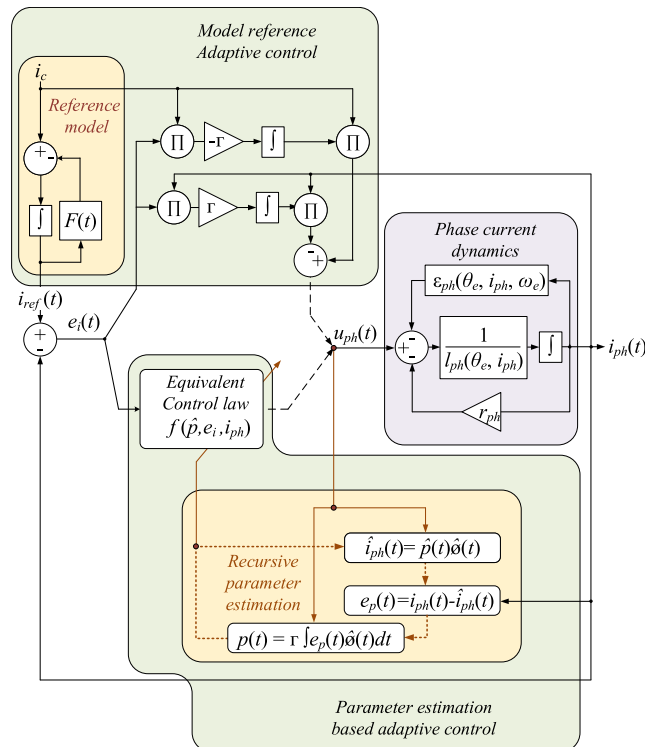 Model reference
Adaptive control
i_c
Reference
model
+
-
∏
-Γ
∫
∏
∫
F(t)
∏
Γ
∫
∏
- +
Phase current
dynamics
ε_ph(θ_e, i_ph, ω_e)
i_ref(t)
+
-
e_i(t)
u_ph(t)
+
-
-
1
l_ph(θ_e, i_ph)
∫
i_ph(t)
r_ph
Equivalent
Control law
f(p̂,e_i,i_ph)
Recursive
parameter
estimation
î_ph(t)= p̂(t)ø̂(t)
e_p(t)=i_ph(t)-î_ph(t)
p(t) = Γ∫e_p(t)ø̂(t)dt
Parameter estimation
based adaptive control